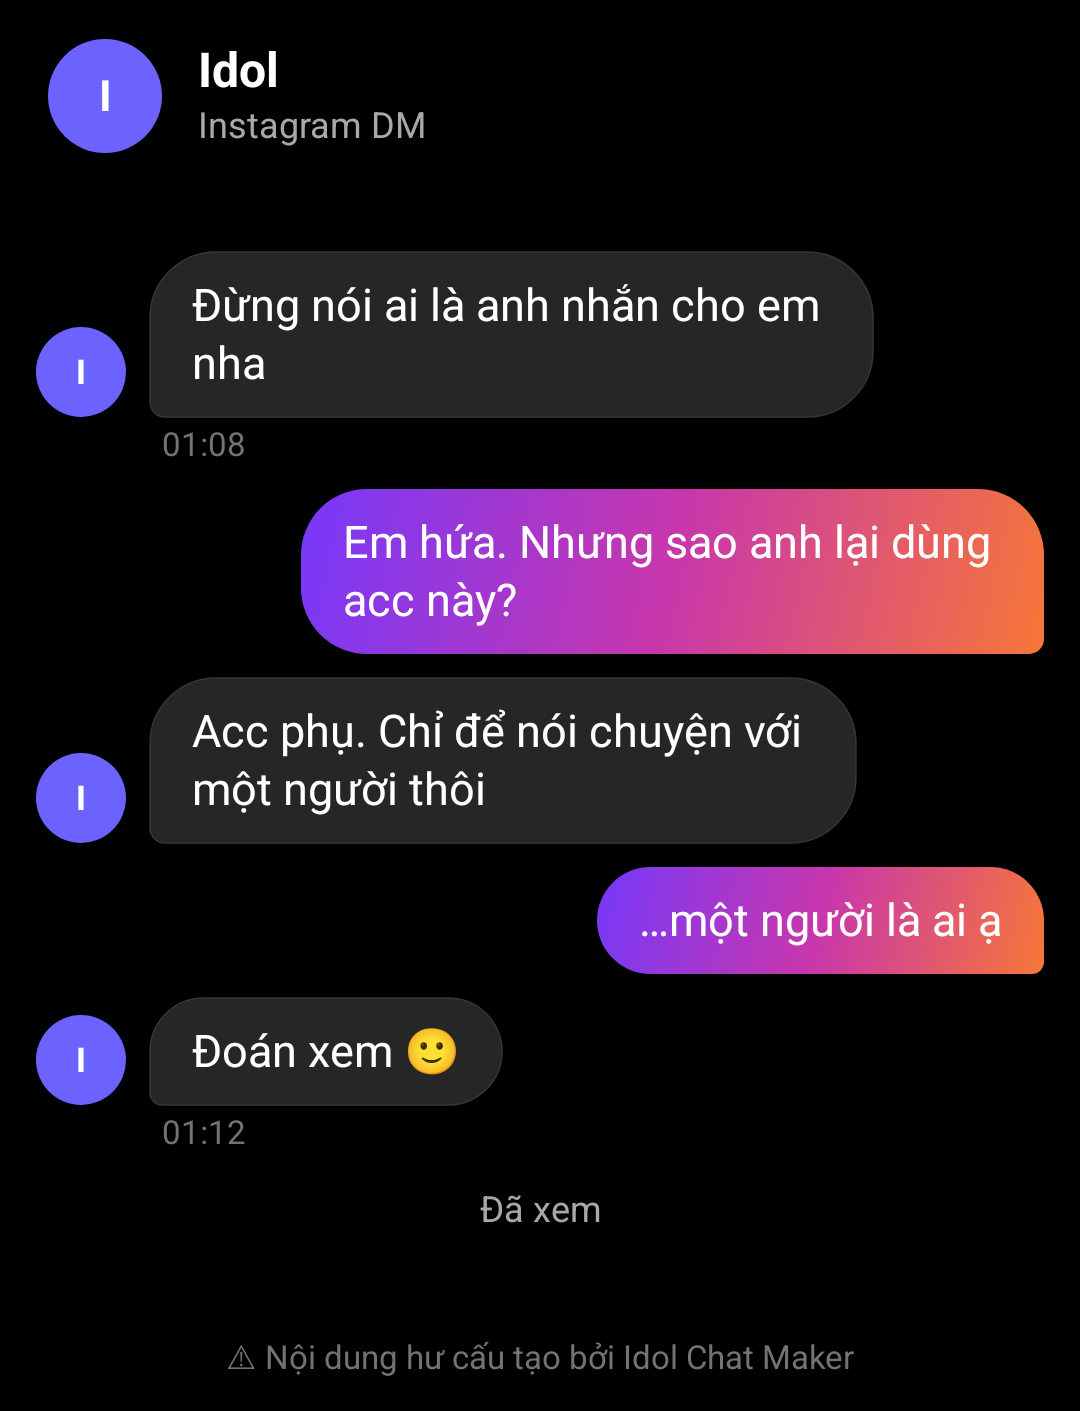 I
Idol
Instagram DM
Đừng nói ai là anh nhắn cho em
nha
I
01:08
Em hứa. Nhưng sao anh lại dùng
acc này?
Acc phụ. Chỉ để nói chuyện với
một người thôi
I
...một người là ai ạ
Đoán xem 🙂
I
01:12
Đã xem
⚠ Nội dung hư cấu tạo bởi Idol Chat Maker